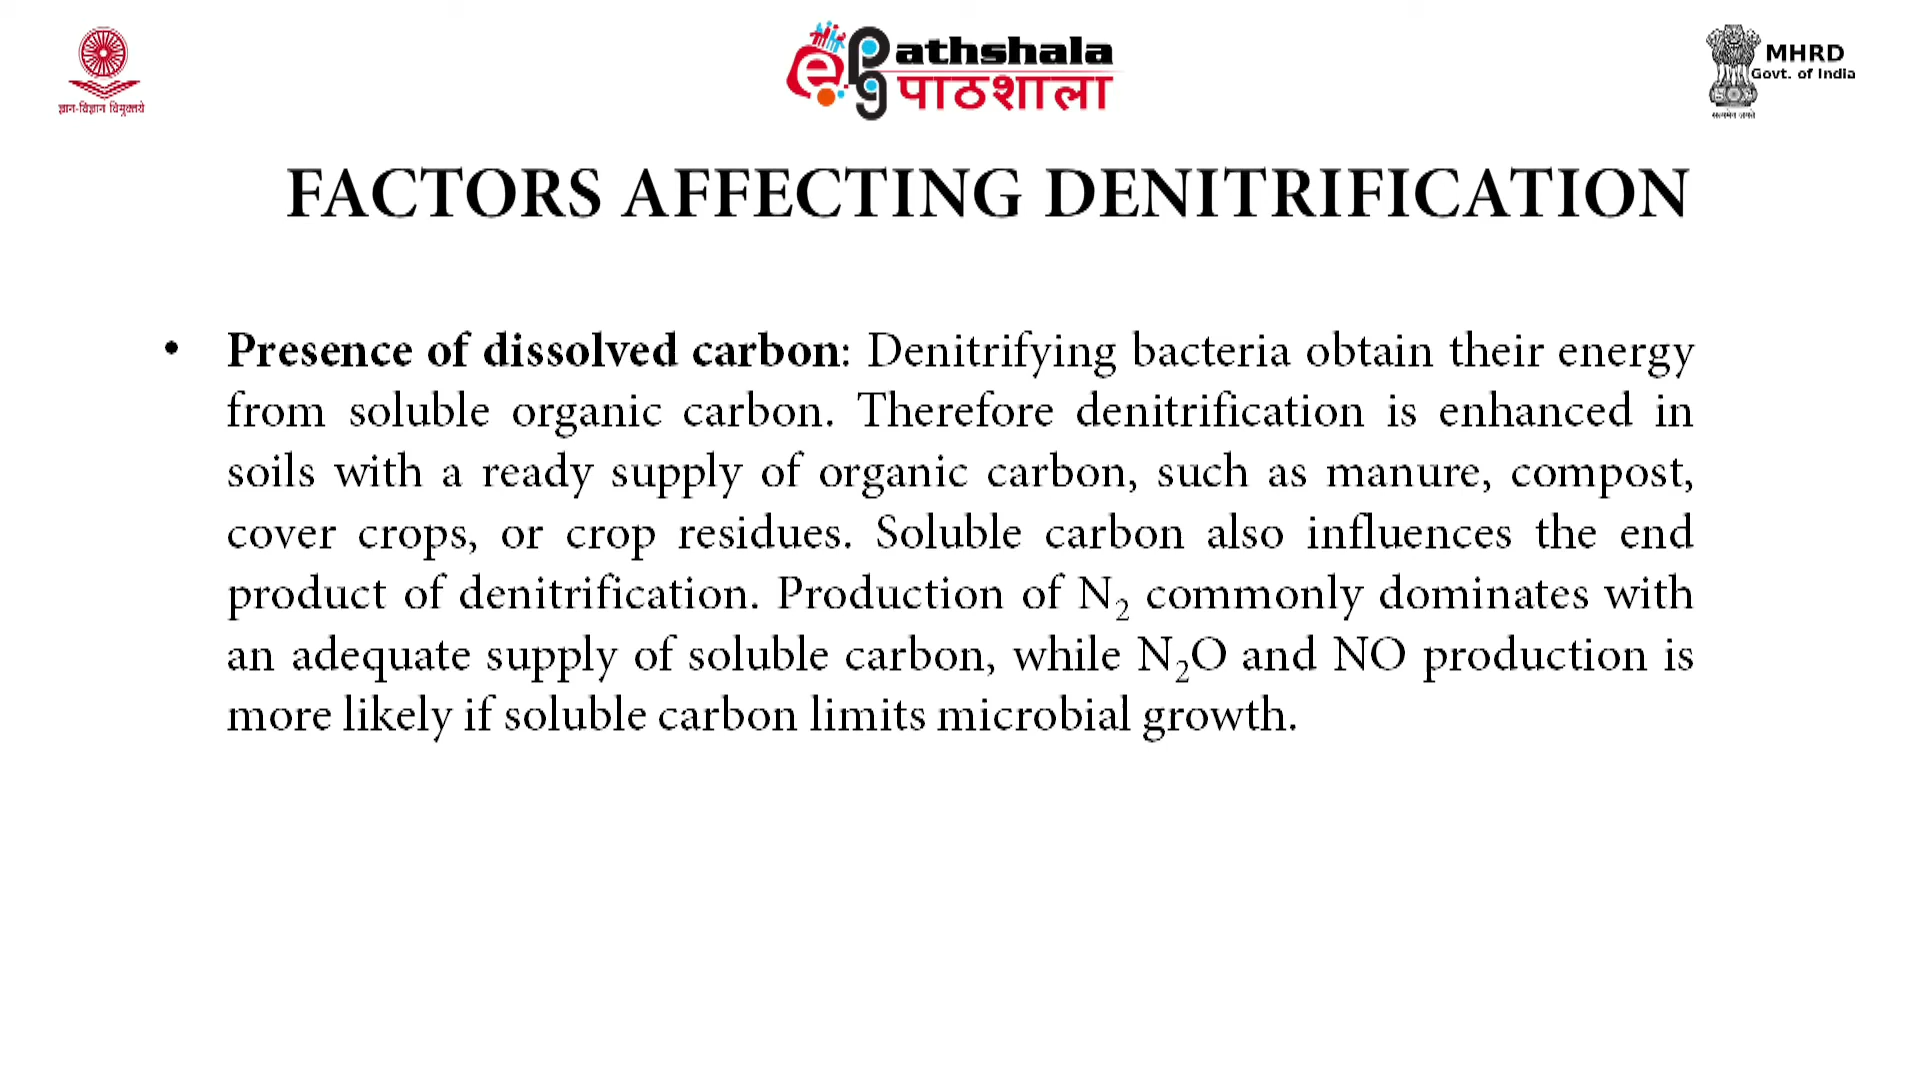 ज्ञान-विज्ञान विमुक्तये
athshala
पाठशाला
MHRD
Govt. of India
सत्यमेव जयते
FACTORS AFFECTING DENITRIFICATION
• Presence of dissolved carbon: Denitrifying bacteria obtain their energy
from soluble organic carbon. Therefore denitrification is enhanced in
soils with a ready supply of organic carbon, such as manure, compost,
cover crops, or crop residues. Soluble carbon also influences the end
product of denitrification. Production of N₂ commonly dominates with
an adequate supply of soluble carbon, while N₂O and NO production is
more likely if soluble carbon limits microbial growth.